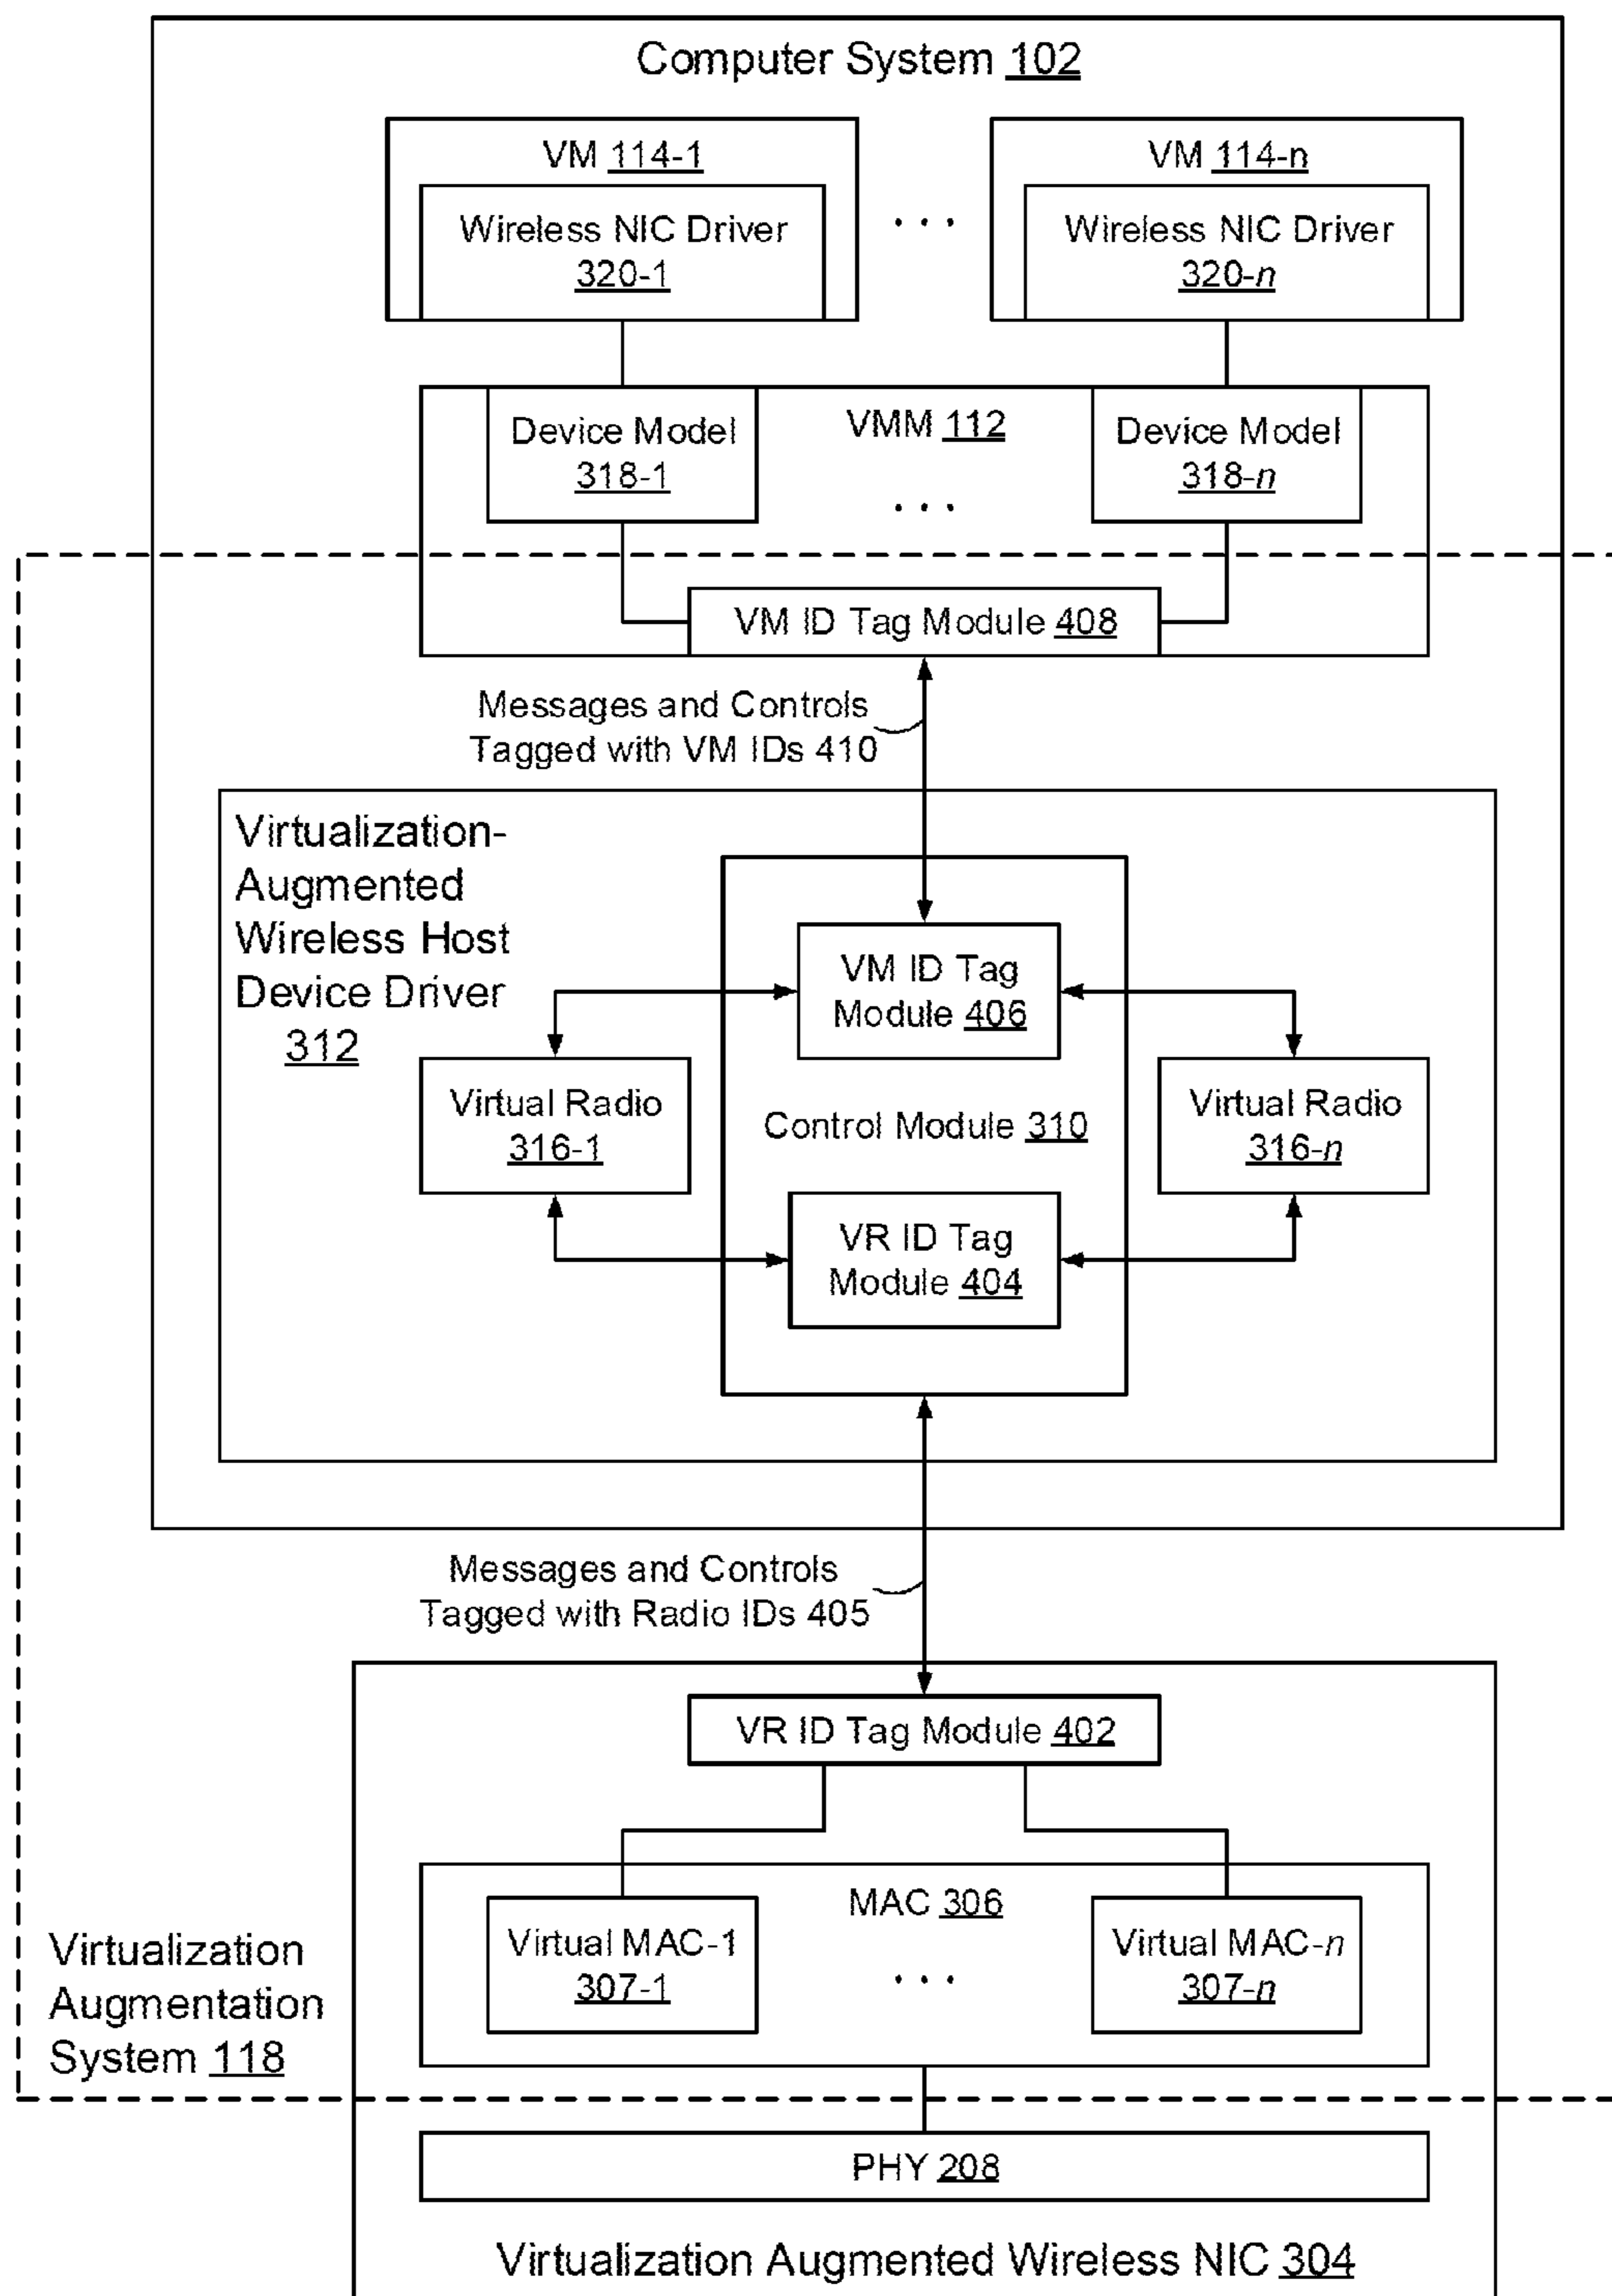 Computer System 102
VM 114-1
VM 114-n
Wireless NIC Driver
320-1
. . .
Wireless NIC Driver
320-n
Device Model
318-1
VMM 112
. . .
Device Model
318-n
VM ID Tag Module 408
Messages and Controls
Tagged with VM IDs 410
Virtualization-
Augmented
Wireless Host
Device Driver
312
VM ID Tag
Module 406
Virtual Radio
316-1
Control Module 310
Virtual Radio
316-n
VR ID Tag
Module 404
Messages and Controls
Tagged with Radio IDs 405
VR ID Tag Module 402
MAC 306
Virtual MAC-1
307-1
. . .
Virtual MAC-n
307-n
Virtualization
Augmentation
System 118
PHY 208
Virtualization Augmented Wireless NIC 304